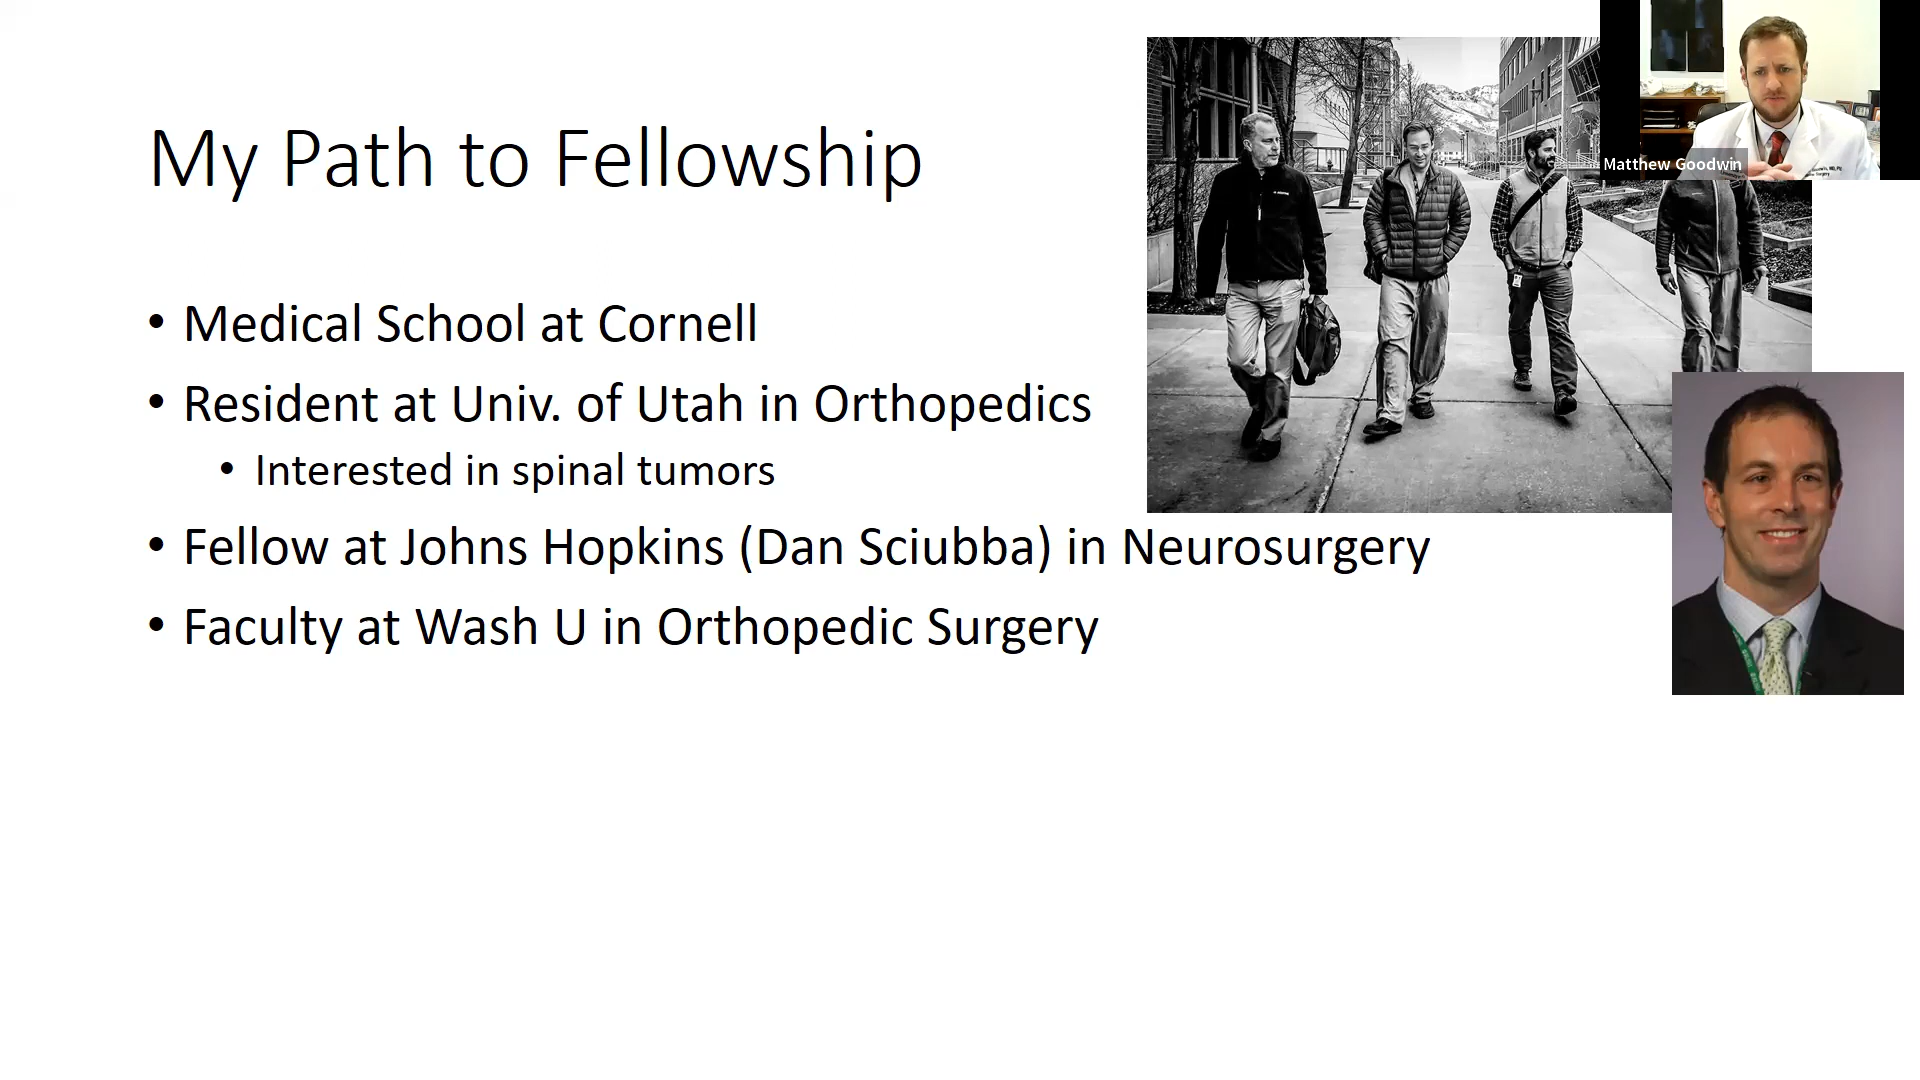 My Path to Fellowship
• Medical School at Cornell
• Resident at Univ. of Utah in Orthopedics
• Interested in spinal tumors
• Fellow at Johns Hopkins (Dan Sciubba) in Neurosurgery
• Faculty at Wash U in Orthopedic Surgery
Matthew Goodwin